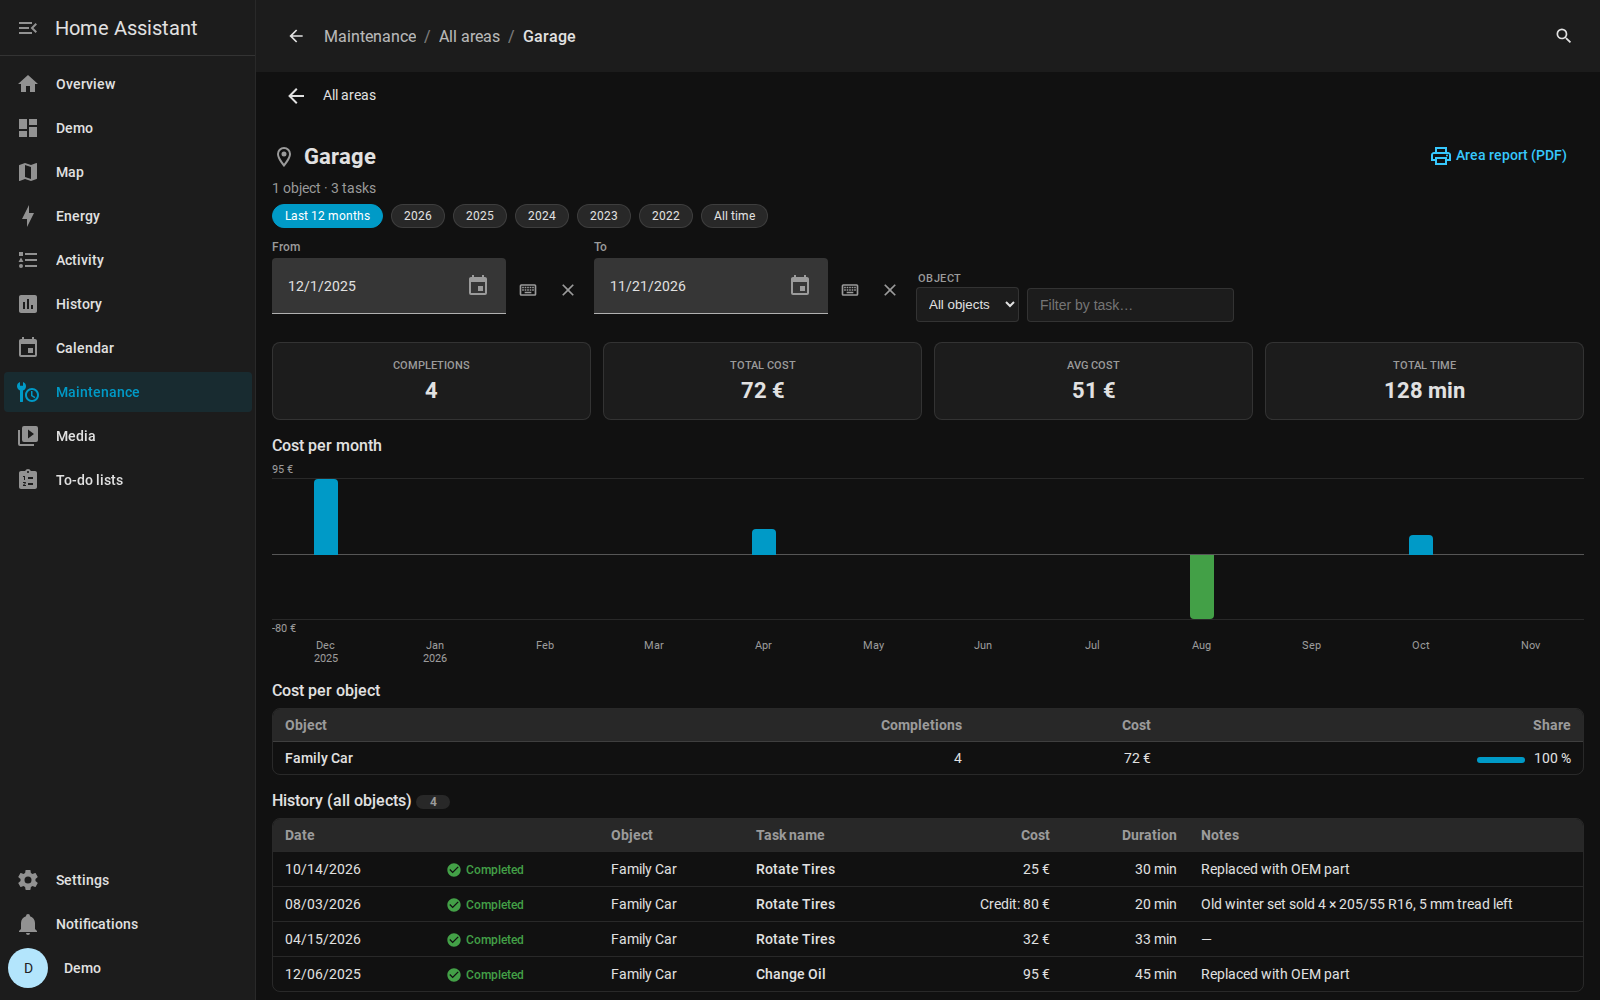 Home Assistant
Overview
Demo
Map
Energy
Activity
History
Calendar
Maintenance
Media
To-do lists
Settings
Notifications
D Demo
Maintenance / All areas / Garage
All areas
Garage
Area report (PDF)
1 object · 3 tasks
Last 12 months 2026 2025 2024 2023 2022 All time
From To
12/1/2025 11/21/2026
OBJECT
All objects Filter by task…
COMPLETIONS TOTAL COST AVG COST TOTAL TIME
4 72 € 51 € 128 min
Cost per month
95 €
-80 €
Dec Jan Feb Mar Apr May Jun Jul Aug Sep Oct Nov
2025 2026
Cost per object
Object Completions Cost Share
Family Car 4 72 € 100 %
History (all objects) 4
Date Object Task name Cost Duration Notes
10/14/2026 Completed Family Car Rotate Tires 25 € 30 min Replaced with OEM part
08/03/2026 Completed Family Car Rotate Tires Credit: 80 € 20 min Old winter set sold 4 × 205/55 R16, 5 mm tread left
04/15/2026 Completed Family Car Rotate Tires 32 € 33 min —
12/06/2025 Completed Family Car Change Oil 95 € 45 min Replaced with OEM part